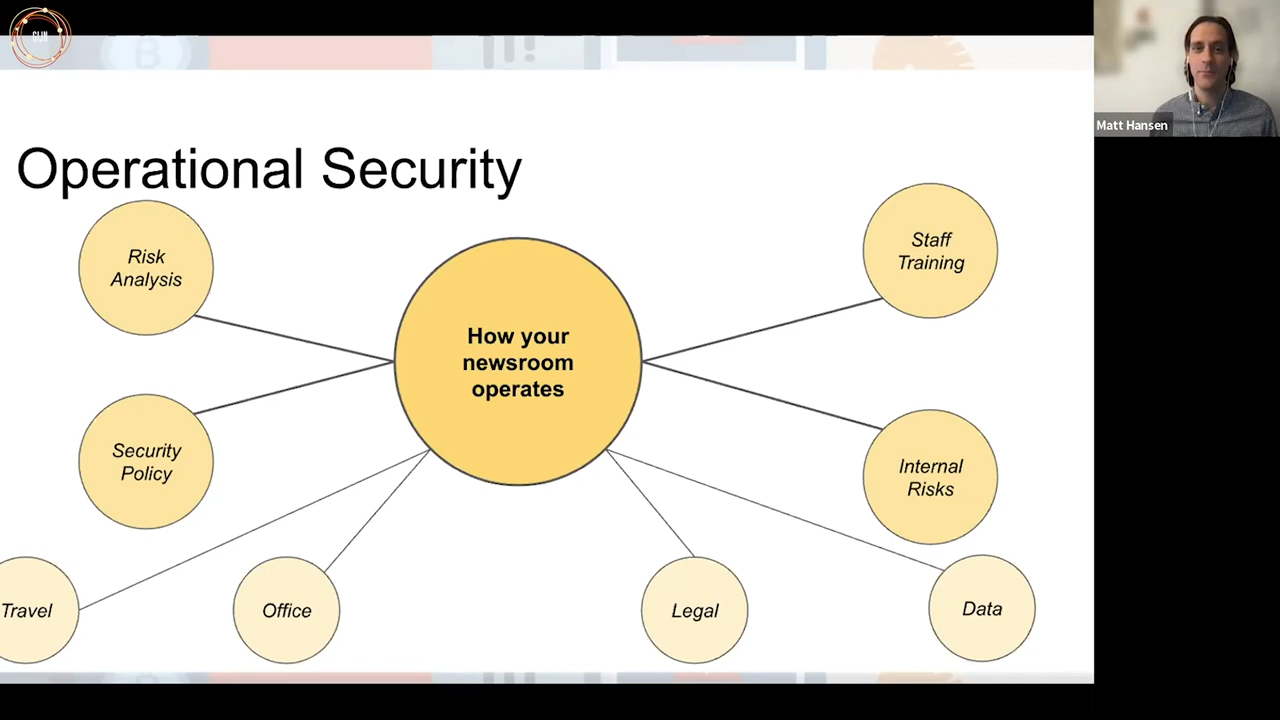 GIJN
Matt Hansen
Operational Security
Risk
Analysis
Staff
Training
How your
newsroom
operates
Security
Policy
Internal
Risks
Travel
Office
Legal
Data